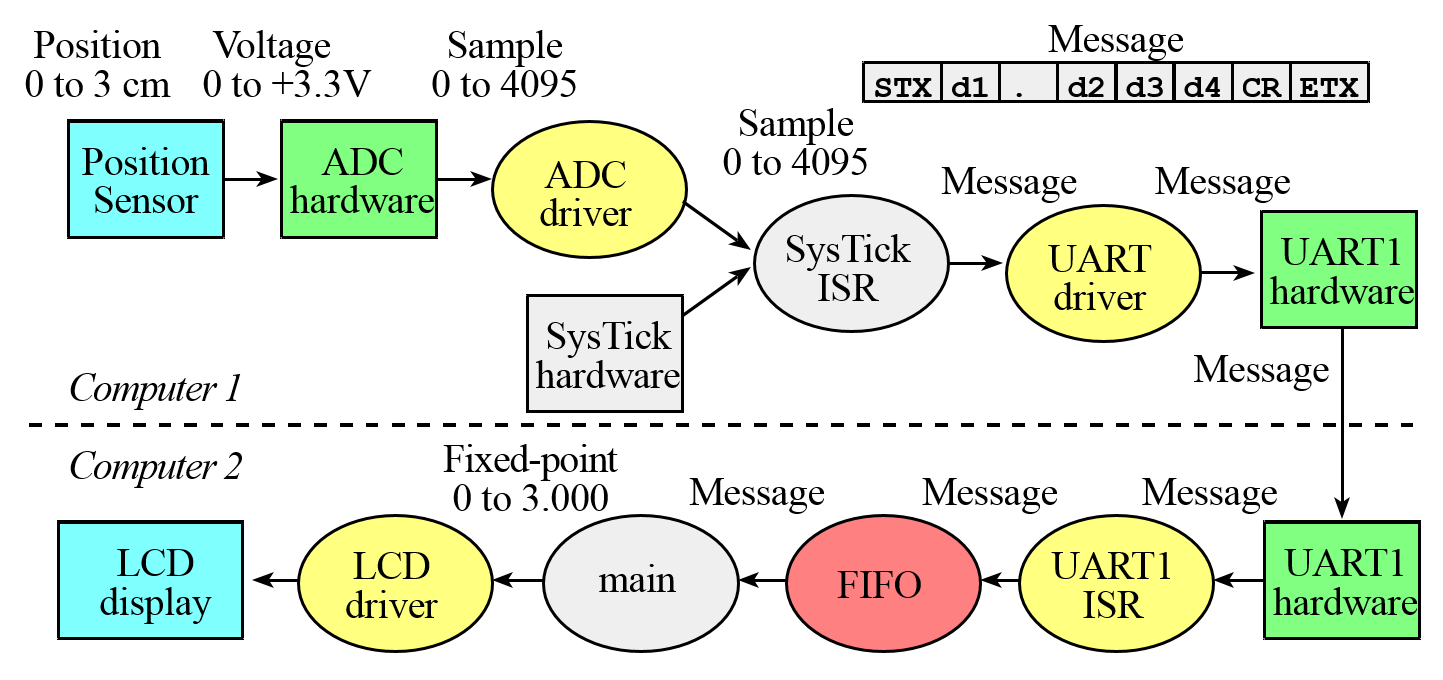 Position
0 to 3 cm
Voltage
0 to +3.3V
Sample
0 to 4095
Message
STX d1 . d2 d3 d4 CR ETX
Position
Sensor
ADC
hardware
ADC
driver
Sample
0 to 4095
SysTick
ISR
Message
UART
driver
Message
UART1
hardware
SysTick
hardware
Message
Computer 1
Computer 2
Fixed-point
0 to 3.000
Message
Message
Message
LCD
display
LCD
driver
main
FIFO
UART1
ISR
UART1
hardware